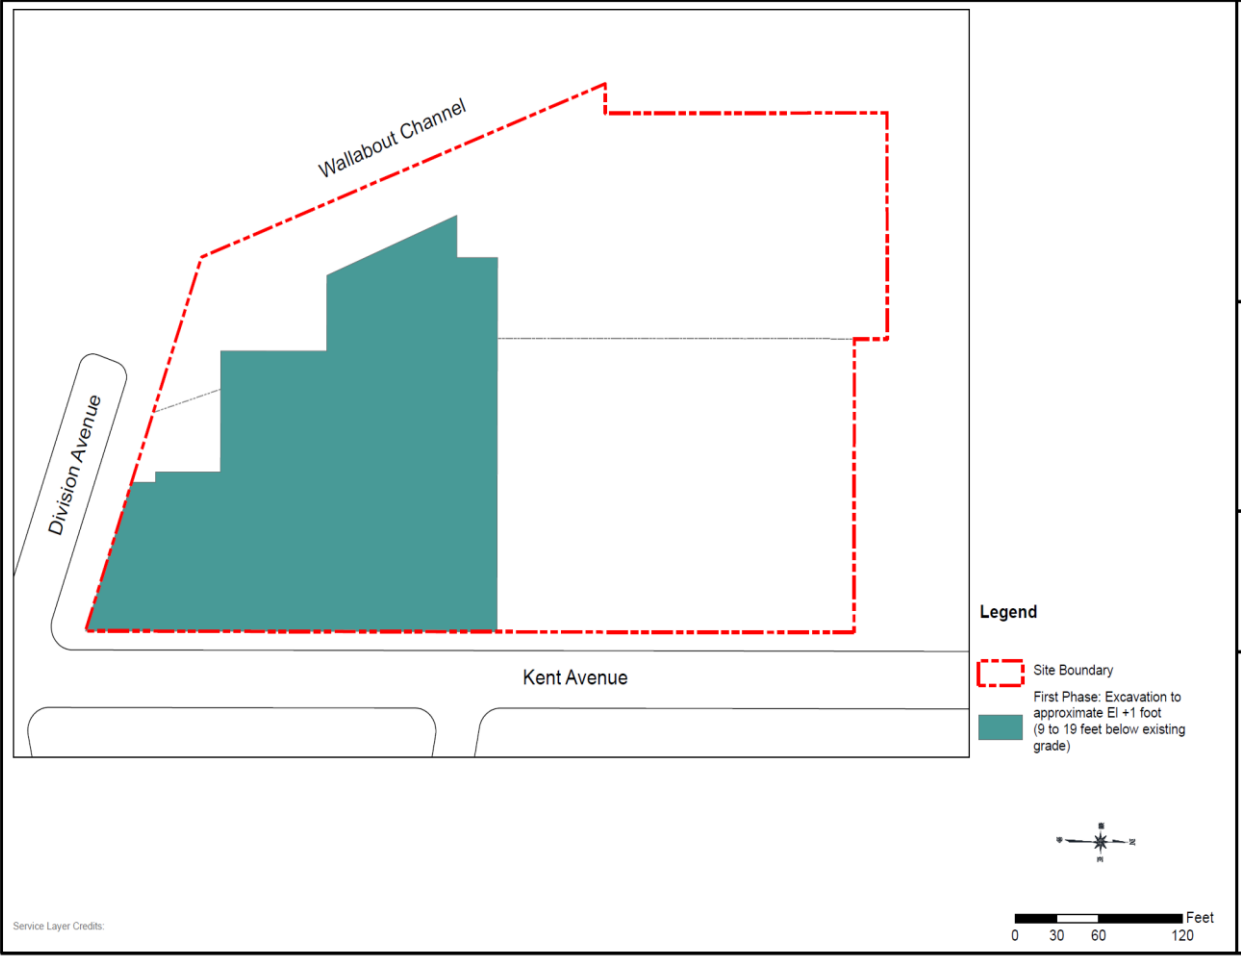 Wallabout Channel
Division Avenue
Kent Avenue
Legend
Site Boundary
First Phase: Excavation to
approximate El +1 foot
(9 to 19 feet below existing
grade)
Feet
0 30 60 120
Service Layer Credits: